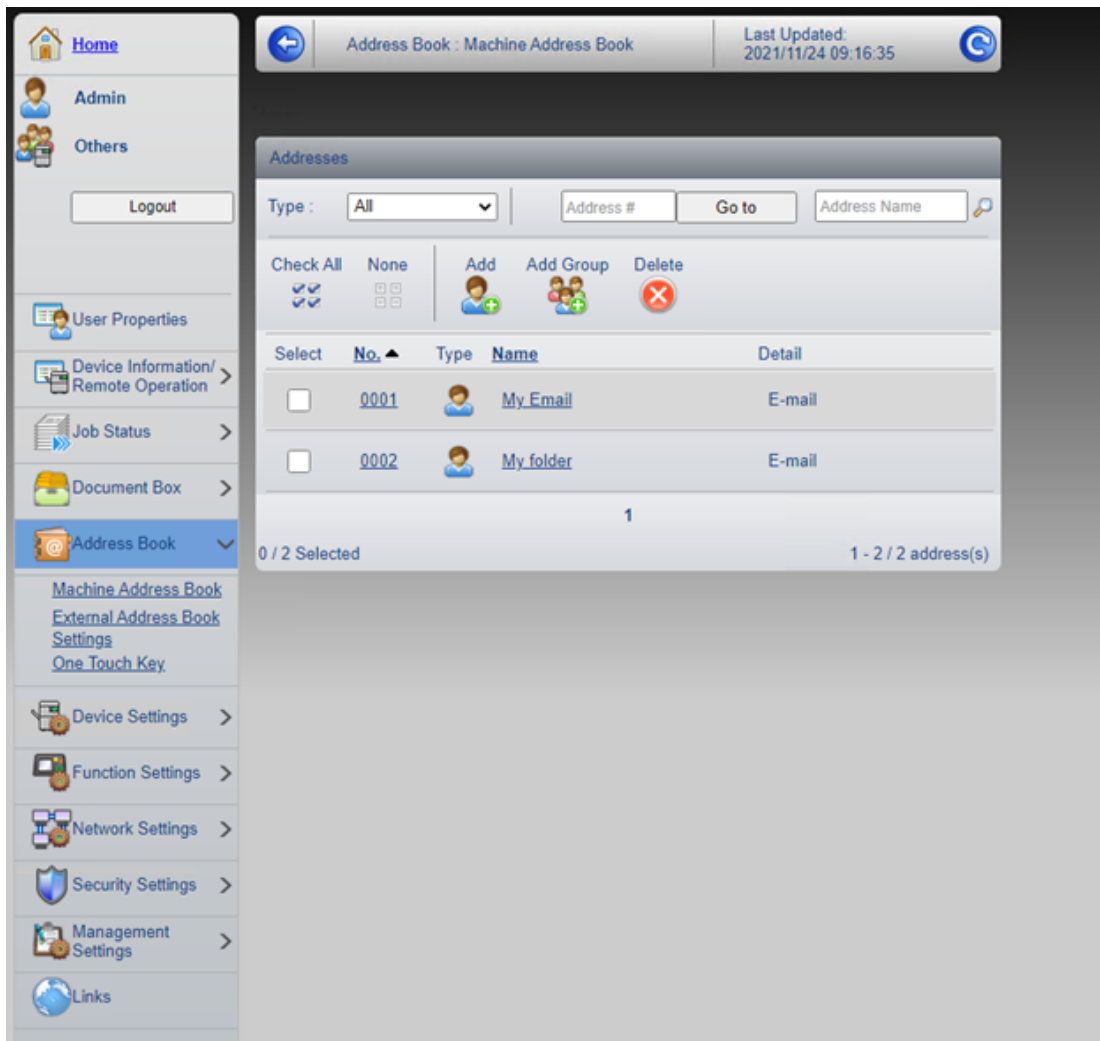 Home
Admin
Others
Logout
User Properties
Device Information/
Remote Operation
Job Status
Document Box
Address Book
Machine Address Book
External Address Book
Settings
One Touch Key
Device Settings
Function Settings
Network Settings
Security Settings
Management
Settings
Links
Address Book : Machine Address Book
Last Updated:
2021/11/24 09:16:35
Addresses
Type : All Address # Go to Address Name
Check All None Add Add Group Delete
Select No. Type Name Detail
0001 My Email E-mail
0002 My folder E-mail
1
0 / 2 Selected 1 - 2 / 2 address(s)